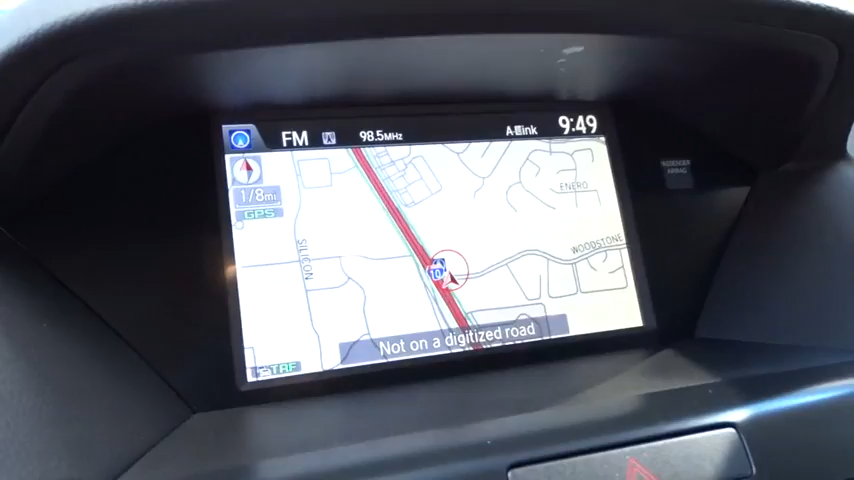 FM 98.5MHz A-Link 9:49
PASSENGER
AIRBAG
1/8mi
GPS
ENERO
SILICON
WOODSTONE
10
Not on a digitized road
TRF